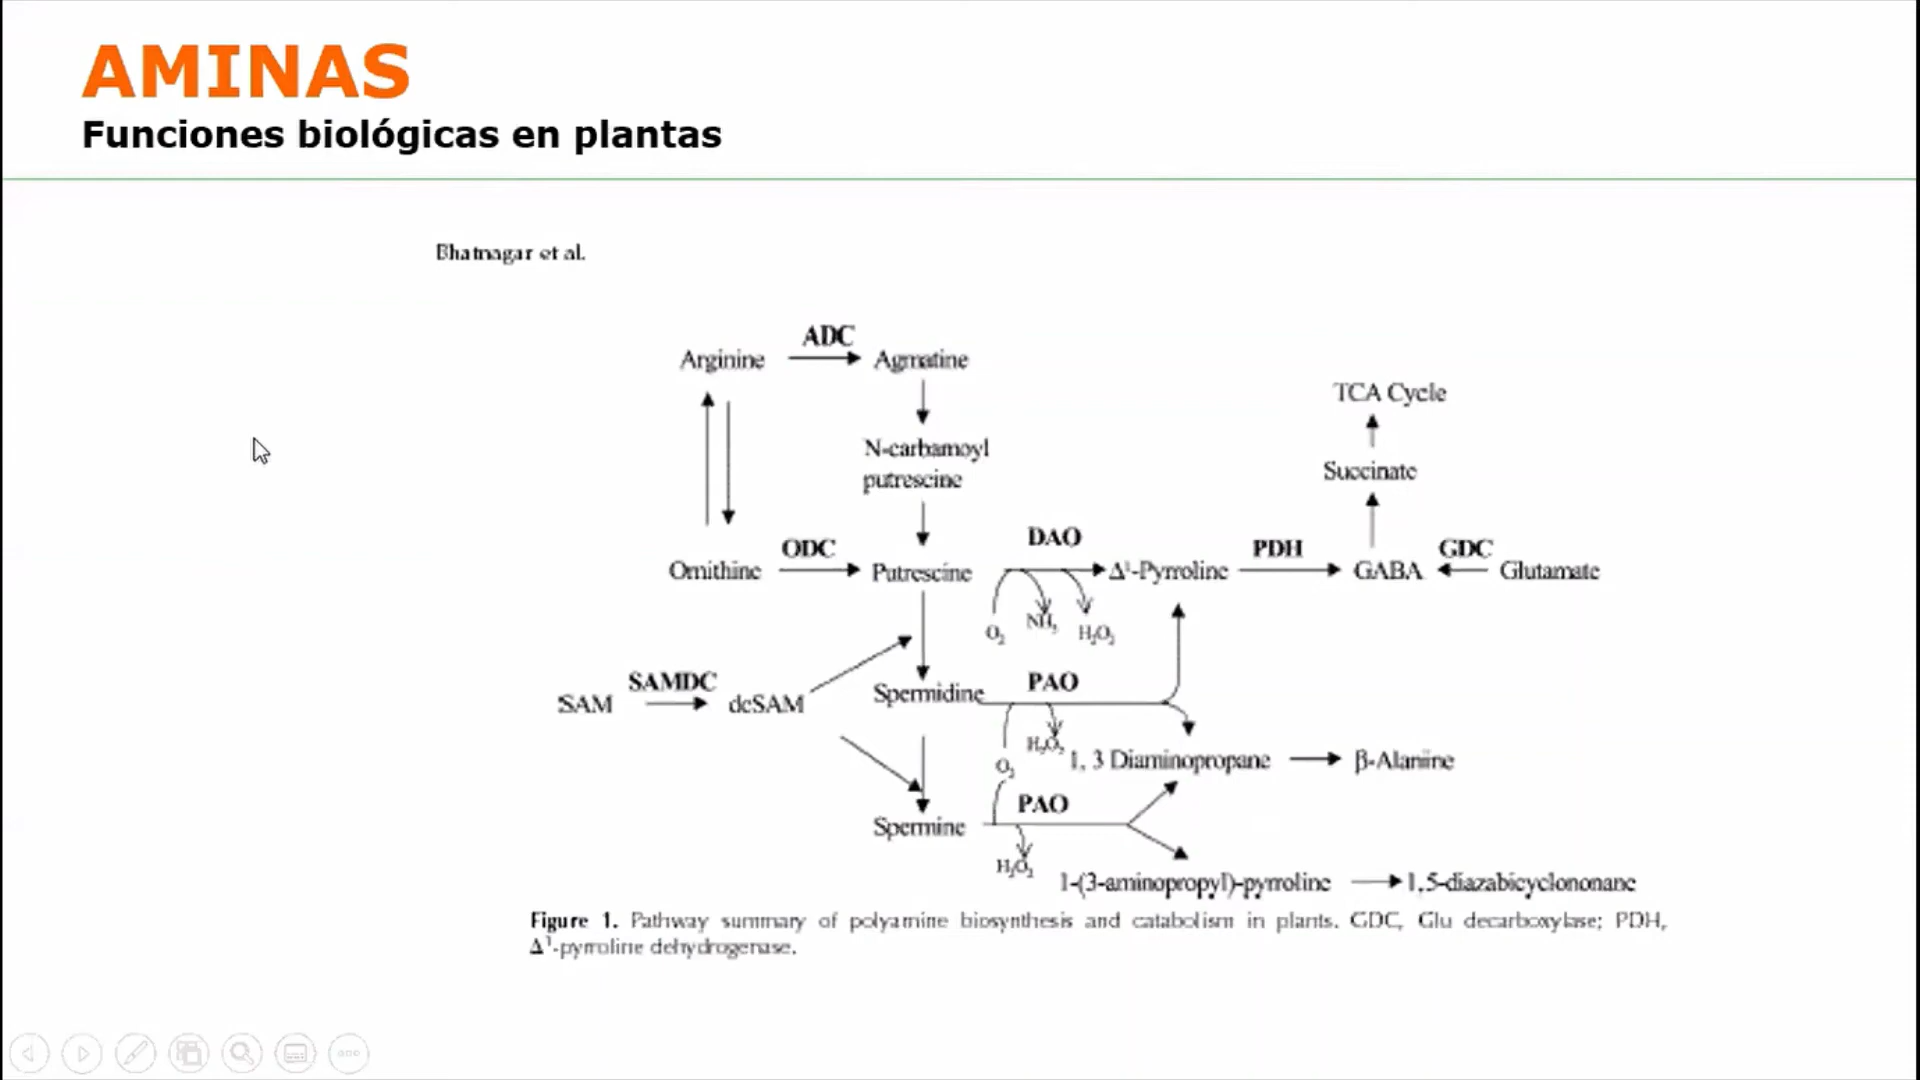 AMINAS
Funciones biológicas en plantas
Bhatnagar et al.
ADC
Arginine
Agmatine
TCA Cycle
N-carbamoyl
putrescine
Succinate
DAO
ODC
PDH
GDC
Ornithine
Putrescine
Δ¹-Pyrroline
GABA
Glutamate
O₂
NH₃
H₂O₂
SAMDC
PAO
SAM
dcSAM
Spermidine
H₂O₂
O₂
1, 3 Diaminopropane
β-Alanine
PAO
Spermine
H₂O₂
1-(3-aminopropyl)-pyrroline
1,5-diazabicyclononane
Figure 1. Pathway summary of polyamine biosynthesis and catabolism in plants. GDC, Glu decarboxylase; PDH,
Δ¹-pyrroline dehydrogenase.